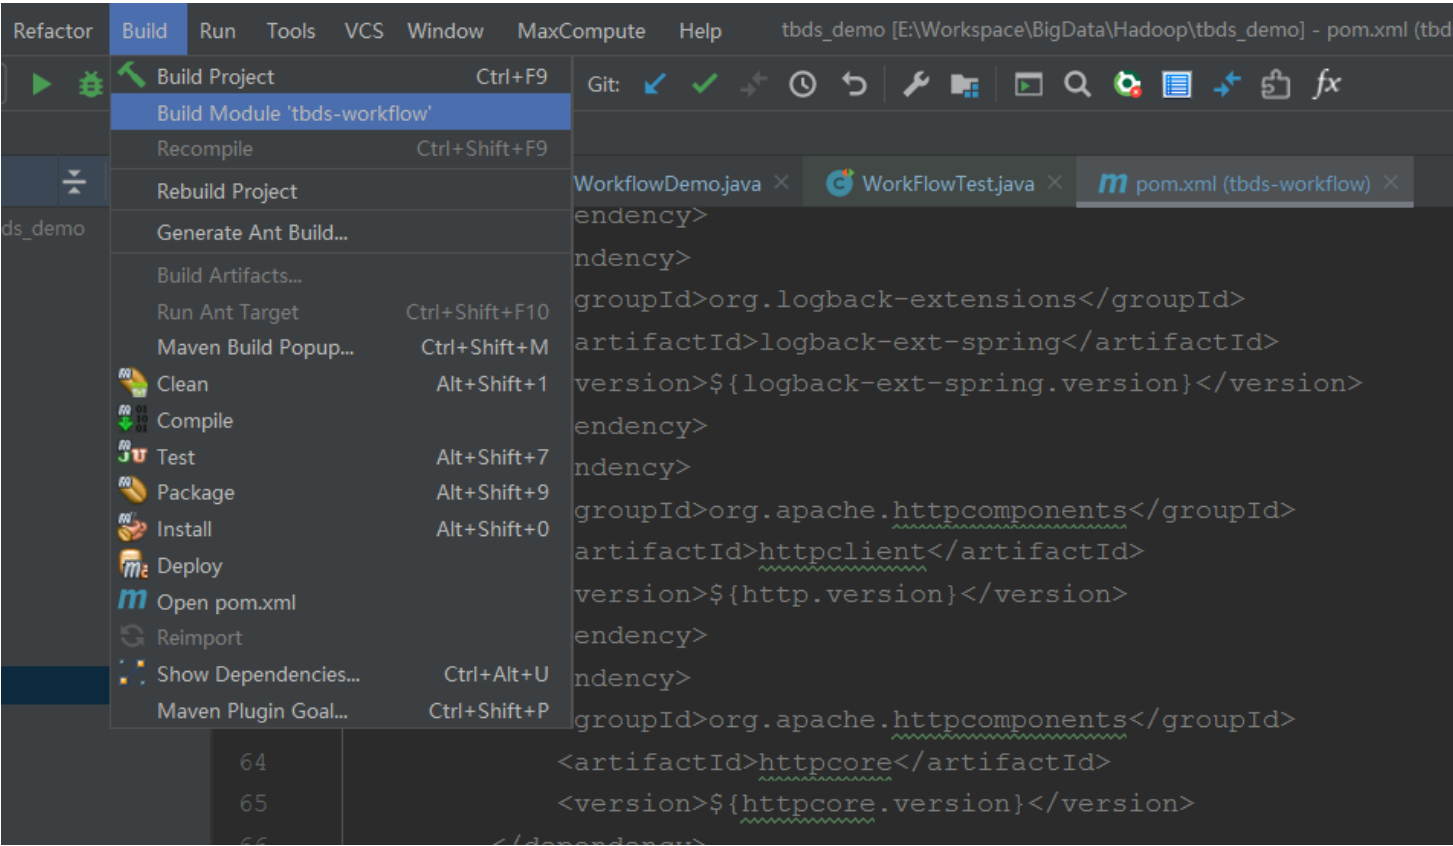 Refactor Build Run Tools VCS Window MaxCompute Help tbds_demo [E:\Workspace\BigData\Hadoop\tbds_demo] - pom.xml (tbd
Build Project Ctrl+F9
Git:
Build Module 'tbds-workflow'
Recompile Ctrl+Shift+F9
Rebuild Project
WorkflowDemo.java WorkFlowTest.java pom.xml (tbds-workflow)
ds_demo
Generate Ant Build...
Build Artifacts...
Run Ant Target Ctrl+Shift+F10
Maven Build Popup... Ctrl+Shift+M
Clean Alt+Shift+1
Compile
Test Alt+Shift+7
Package Alt+Shift+9
Install Alt+Shift+0
Deploy
Open pom.xml
Reimport
Show Dependencies... Ctrl+Alt+U
Maven Plugin Goal... Ctrl+Shift+P
endency>
ndency>
groupId>org.logback-extensions</groupId>
artifactId>logback-ext-spring</artifactId>
version>${logback-ext-spring.version}</version>
endency>
ndency>
groupId>org.apache.httpcomponents</groupId>
artifactId>httpclient</artifactId>
version>${http.version}</version>
endency>
ndency>
groupId>org.apache.httpcomponents</groupId>
64 <artifactId>httpcore</artifactId>
65 <version>${httpcore.version}</version>
66 </dependency>